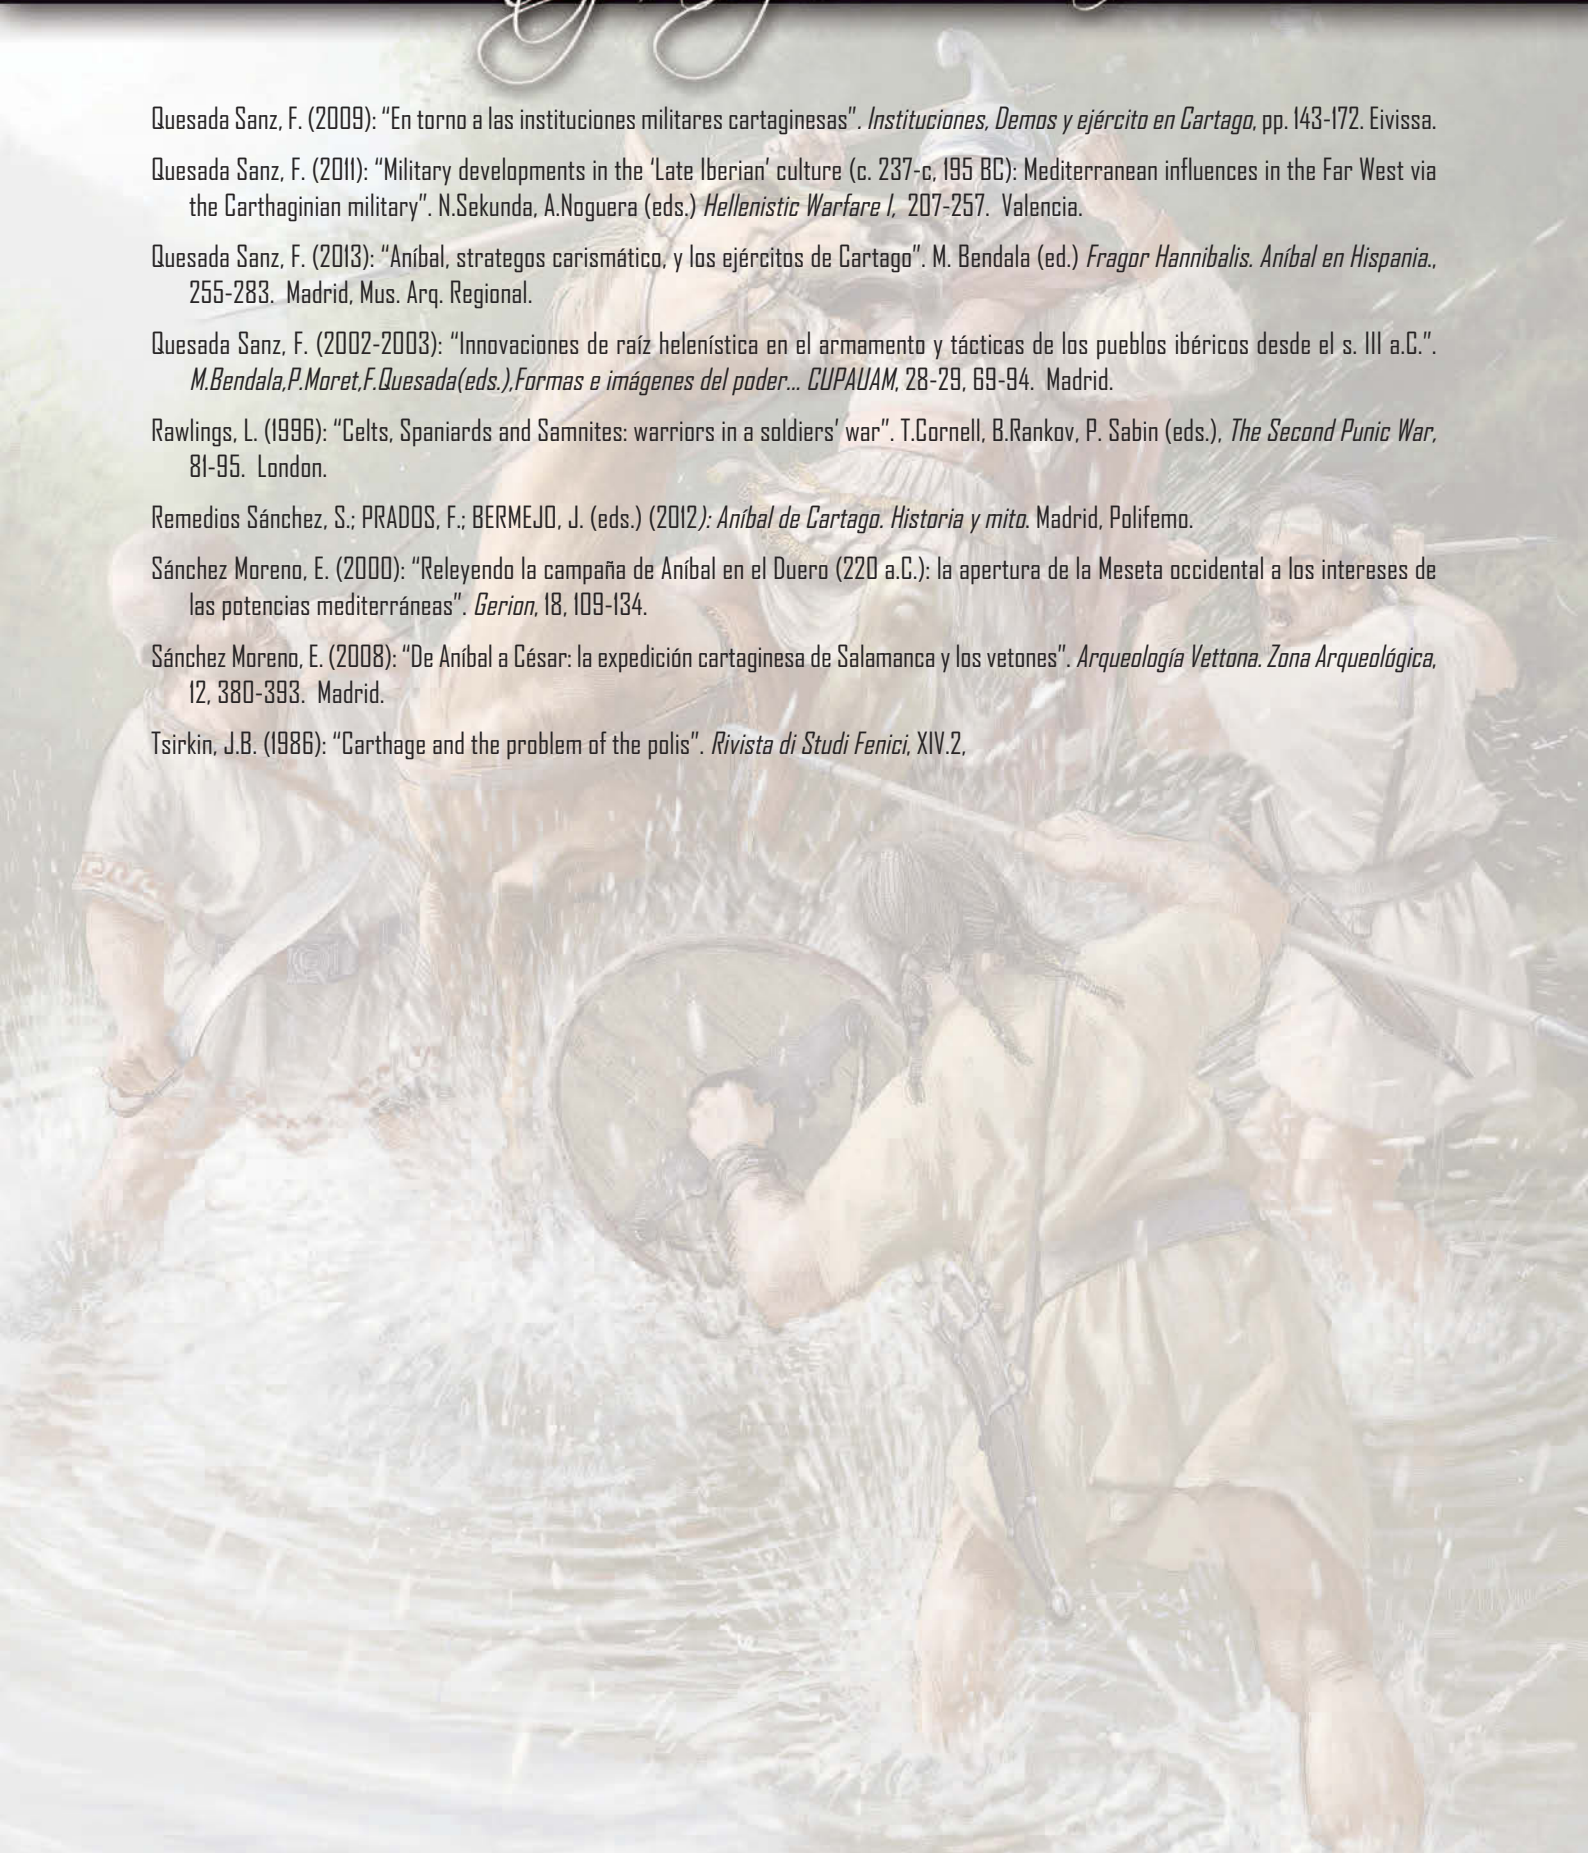 Quesada Sanz, F. (2009): “En torno a las instituciones militares cartaginesas”. Instituciones, Demos y ejército en Cartago, pp. 143-172. Eivissa.
Quesada Sanz, F. (2011): “Military developments in the ‘Late Iberian’ culture (c. 237-c, 195 BC): Mediterranean influences in the Far West via
the Carthaginian military”. N.Sekunda, A.Noguera (eds.) Hellenistic Warfare I, 207-257. Valencia.
Quesada Sanz, F. (2013): “Aníbal, strategos carismático, y los ejércitos de Cartago”. M. Bendala (ed.) Fragor Hannibalis. Aníbal en Hispania.,
255-283. Madrid, Mus. Arq. Regional.
Quesada Sanz, F. (2002-2003): “Innovaciones de raíz helenística en el armamento y tácticas de los pueblos ibéricos desde el s. III a.C.”.
M.Bendala,P.Moret,F.Quesada(eds.),Formas e imágenes del poder... CUPAUAM, 28-29, 69-94. Madrid.
Rawlings, L. (1996): “Celts, Spaniards and Samnites: warriors in a soldiers’ war”. T.Cornell, B.Rankov, P. Sabin (eds.), The Second Punic War,
81-95. London.
Remedios Sánchez, S.; PRADOS, F.; BERMEJO, J. (eds.) (2012): Aníbal de Cartago. Historia y mito. Madrid, Polifemo.
Sánchez Moreno, E. (2000): “Releyendo la campaña de Aníbal en el Duero (220 a.C.): la apertura de la Meseta occidental a los intereses de
las potencias mediterráneas”. Gerion, 18, 109-134.
Sánchez Moreno, E. (2008): “De Aníbal a César: la expedición cartaginesa de Salamanca y los vetones”. Arqueología Vettona. Zona Arqueológica,
12, 380-393. Madrid.
Tsirkin, J.B. (1986): “Carthage and the problem of the polis”. Rivista di Studi Fenici, XIV.2,